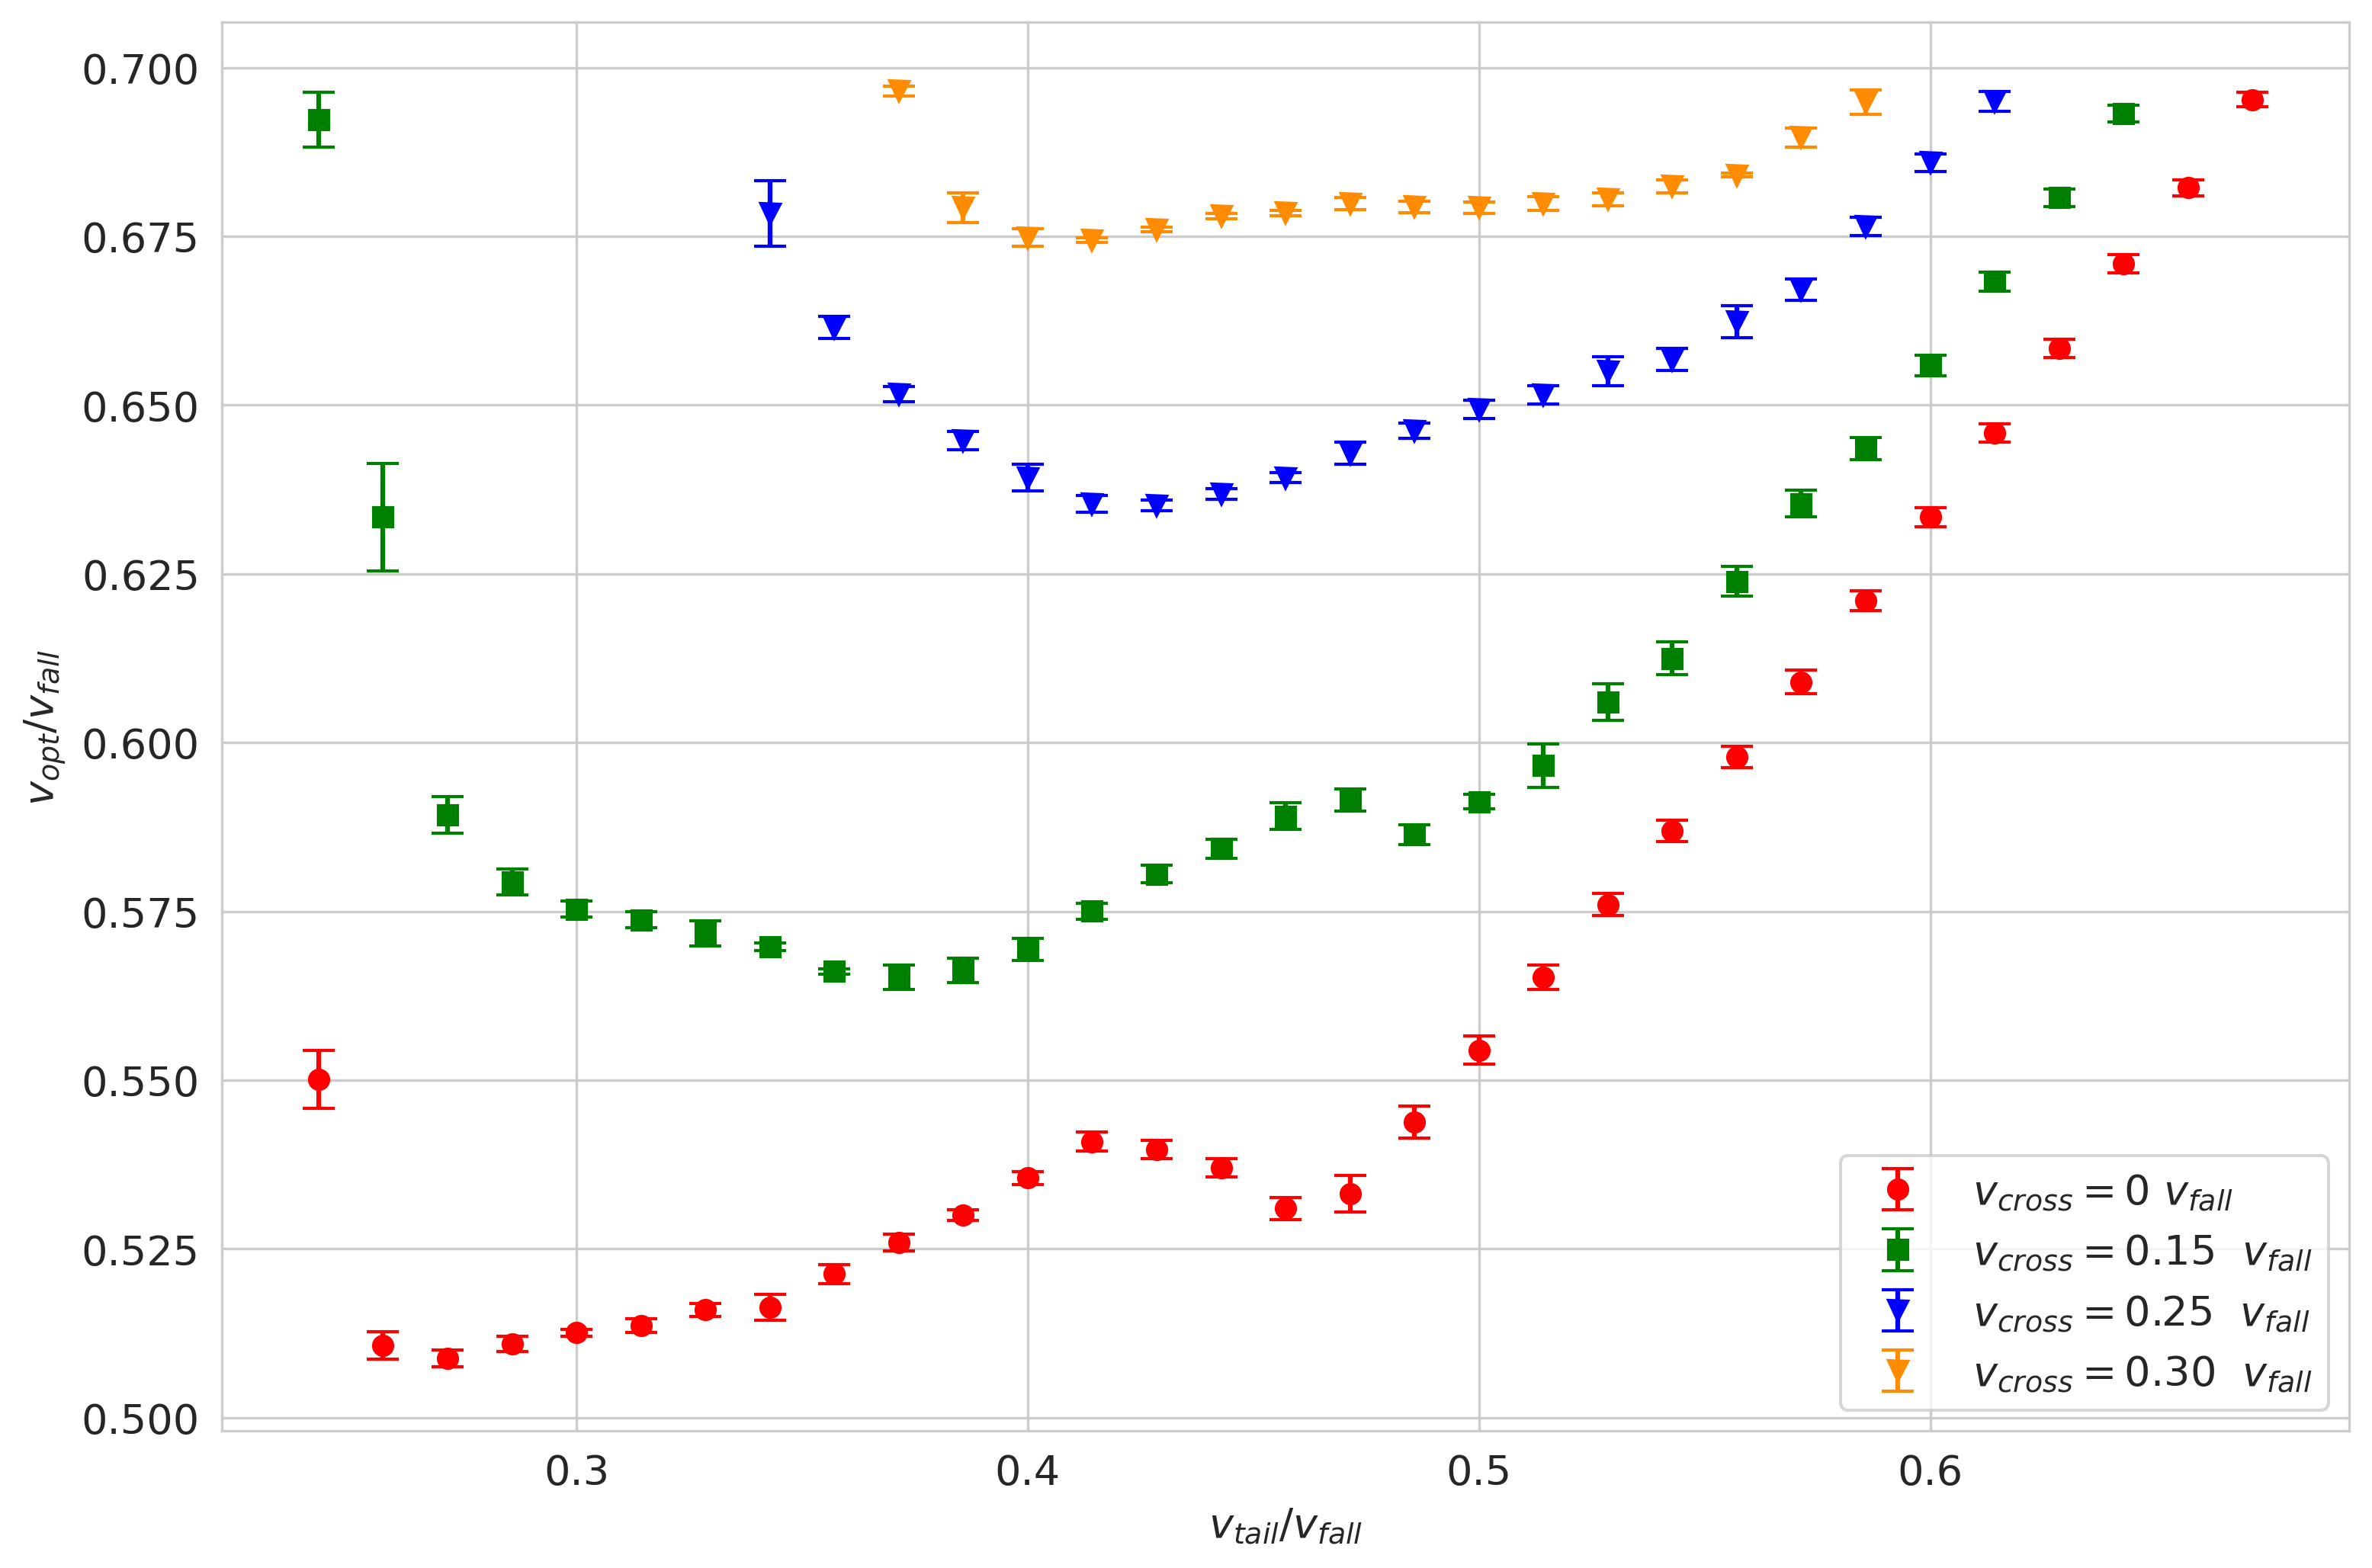 0.700
0.675
0.650
0.625
0.600
0.575
0.550
0.525
0.500
v_opt/v_fall
0.3 0.4 0.5 0.6
v_tail/v_fall
v_cross = 0 v_fall
v_cross = 0.15 v_fall
v_cross = 0.25 v_fall
v_cross = 0.30 v_fall